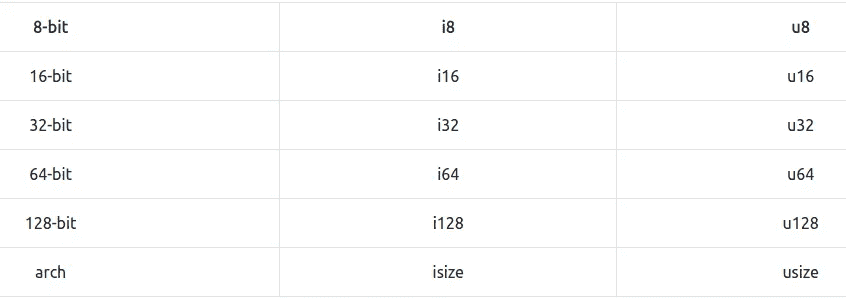 8-bit i8 u8
16-bit i16 u16
32-bit i32 u32
64-bit i64 u64
128-bit i128 u128
arch isize usize